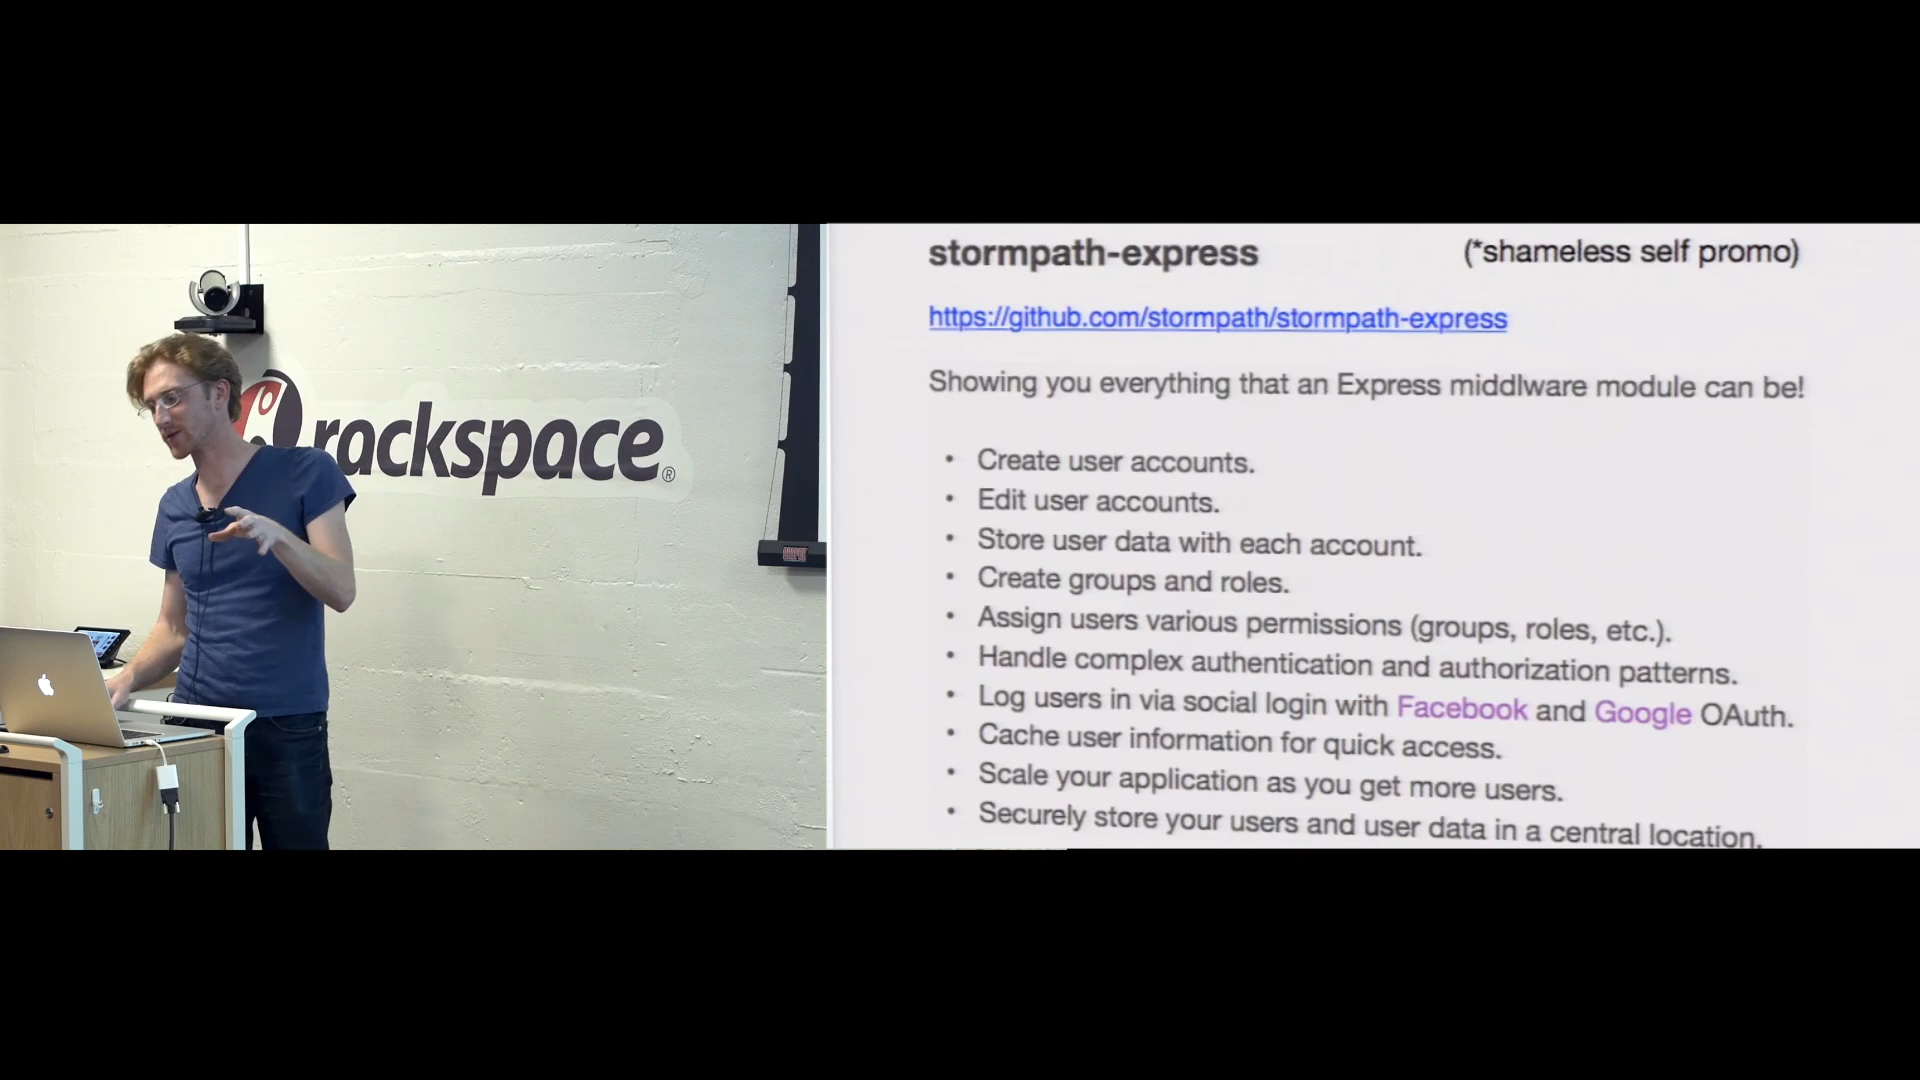 rackspace®
stormpath-express (*shameless self promo)
https://github.com/stormpath/stormpath-express
Showing you everything that an Express middlware module can be!
• Create user accounts.
• Edit user accounts.
• Store user data with each account.
• Create groups and roles.
• Assign users various permissions (groups, roles, etc.).
• Handle complex authentication and authorization patterns.
• Log users in via social login with Facebook and Google OAuth.
• Cache user information for quick access.
• Scale your application as you get more users.
• Securely store your users and user data in a central location.